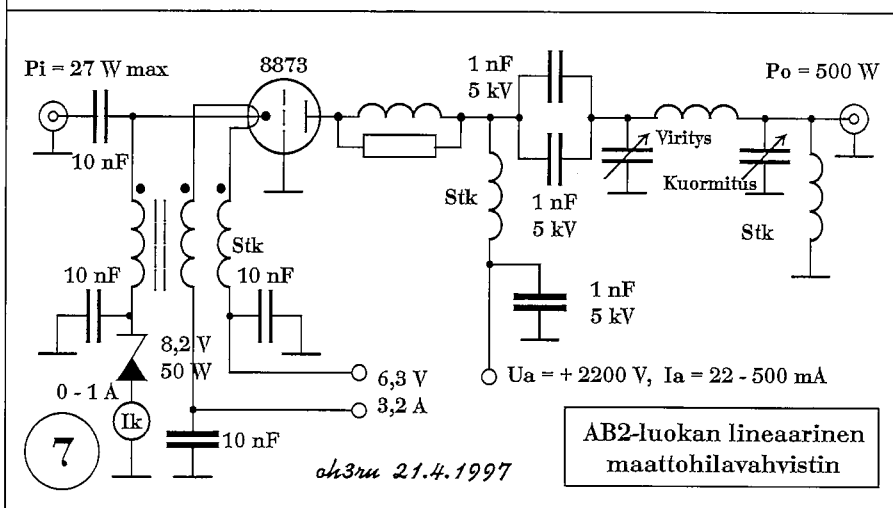 Pi = 27 W max
8873
1 nF
5 kV
Po = 500 W
10 nF
Viritys
Kuormitus
1 nF
5 kV
Stk
Stk
Stk
10 nF
10 nF
1 nF
5 kV
8,2 V
50 W
6,3 V
3,2 A
Ua = + 2200 V, Ia = 22 - 500 mA
0 - 1 A
Ik
10 nF
7
oh3ru 21.4.1997
AB2-luokan lineaarinen
maattohilavahvistin